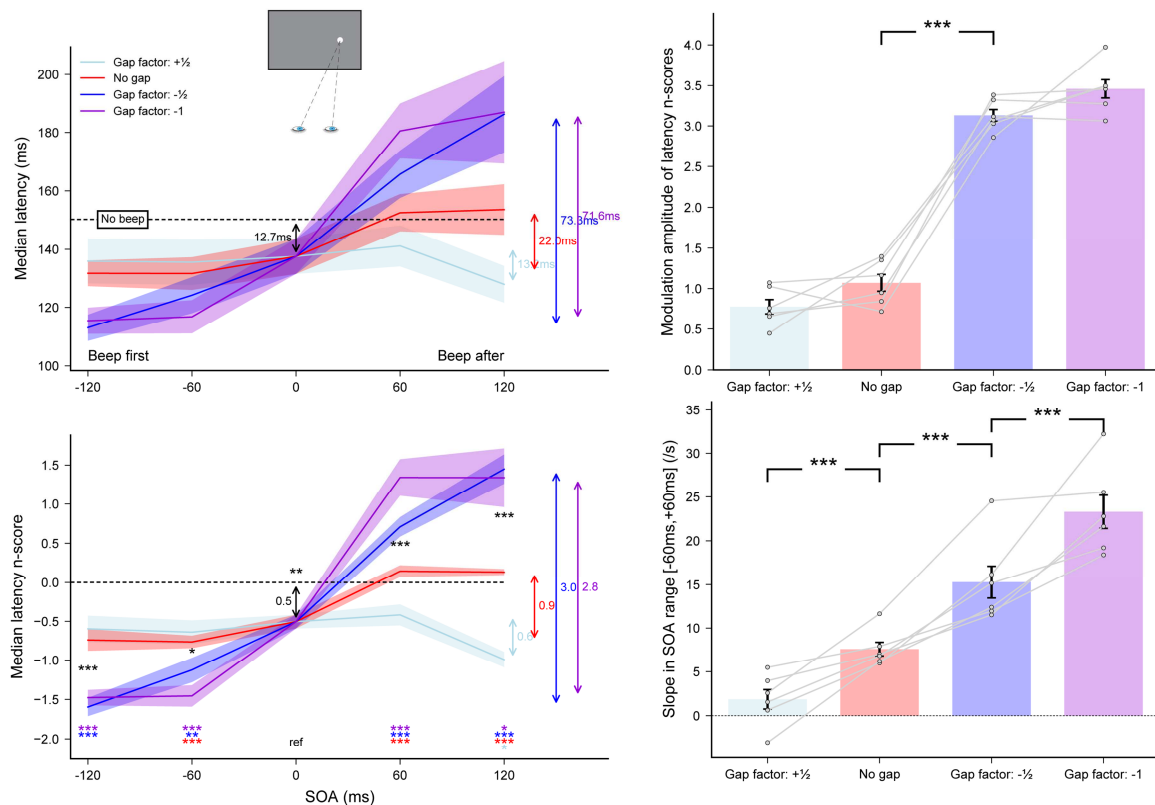 Gap factor: +½
No gap
Gap factor: -½
Gap factor: -1
Median latency (ms)
200
180
160
140
120
100
No beep
12.7ms
71.6ms
22.0ms
Beep first
Beep after
-120
-60
0
60
120
Modulation amplitude of latency n-scores
4.0
3.5
3.0
2.5
2.0
1.5
1.0
0.5
0.0
***
Gap factor: +½
No gap
Gap factor: -½
Gap factor: -1
Median latency n-score
1.5
1.0
0.5
0.0
-0.5
-1.0
-1.5
-2.0
**
***
***
0.5
0.9
3.0
2.8
***
*
***
***
***
**
***
ref
***
***
***
*
***
***
-120
-60
0
60
120
SOA (ms)
Slope in SOA range [-60ms,+60ms] (/s)
35
30
25
20
15
10
5
0
***
***
***
Gap factor: +½
No gap
Gap factor: -½
Gap factor: -1